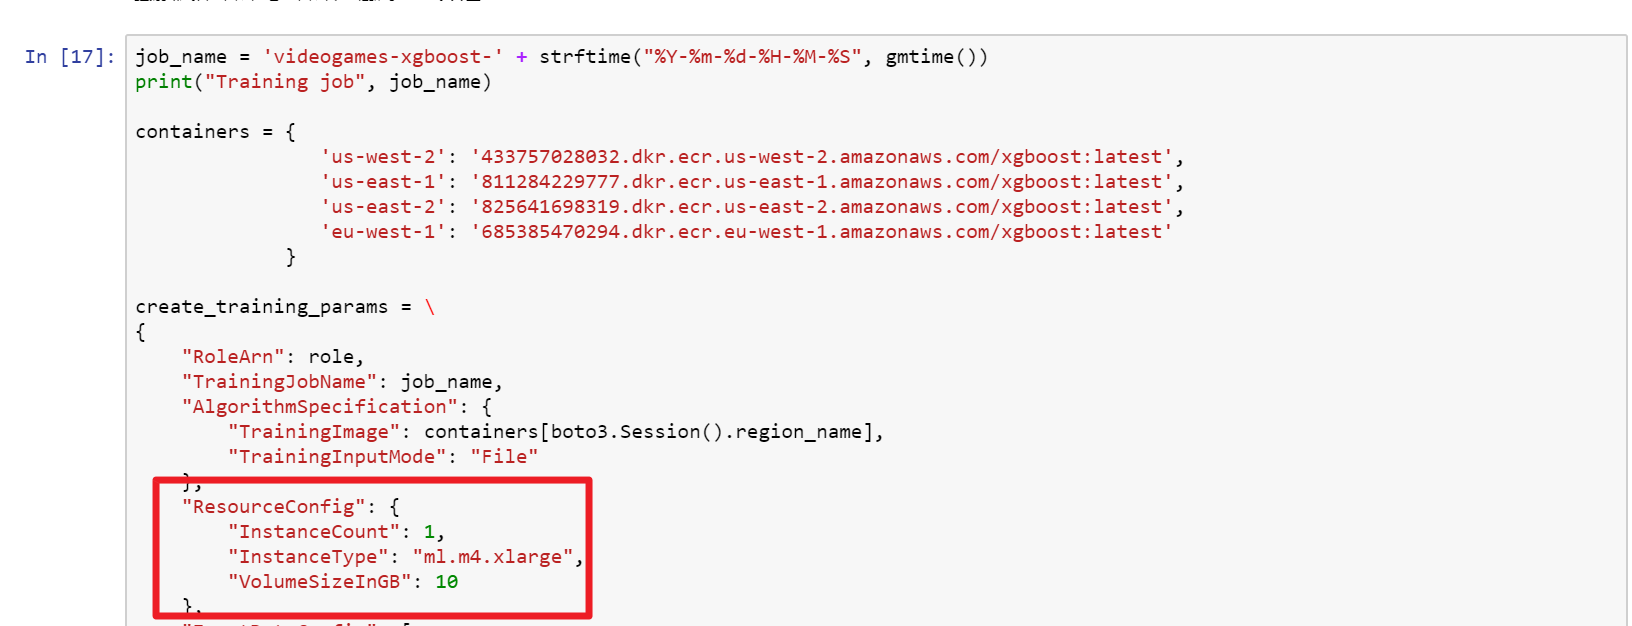 In [17]:
job_name = 'videogames-xgboost-' + strftime("%Y-%m-%d-%H-%M-%S", gmtime())
print("Training job", job_name)
containers = {
'us-west-2': '433757028032.dkr.ecr.us-west-2.amazonaws.com/xgboost:latest',
'us-east-1': '811284229777.dkr.ecr.us-east-1.amazonaws.com/xgboost:latest',
'us-east-2': '825641698319.dkr.ecr.us-east-2.amazonaws.com/xgboost:latest',
'eu-west-1': '685385470294.dkr.ecr.eu-west-1.amazonaws.com/xgboost:latest'
}
create_training_params = \
{
"RoleArn": role,
"TrainingJobName": job_name,
"AlgorithmSpecification": {
"TrainingImage": containers[boto3.Session().region_name],
"TrainingInputMode": "File"
},
"ResourceConfig": {
"InstanceCount": 1,
"InstanceType": "ml.m4.xlarge",
"VolumeSizeInGB": 10
},